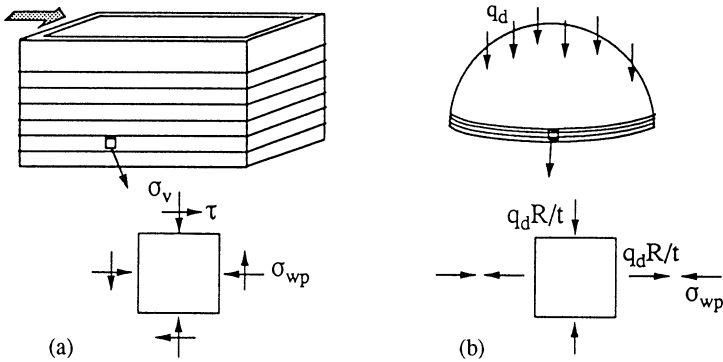 q_d
σ_v
τ
σ_wp
(a)
q_dR/t
q_dR/t
σ_wp
(b)